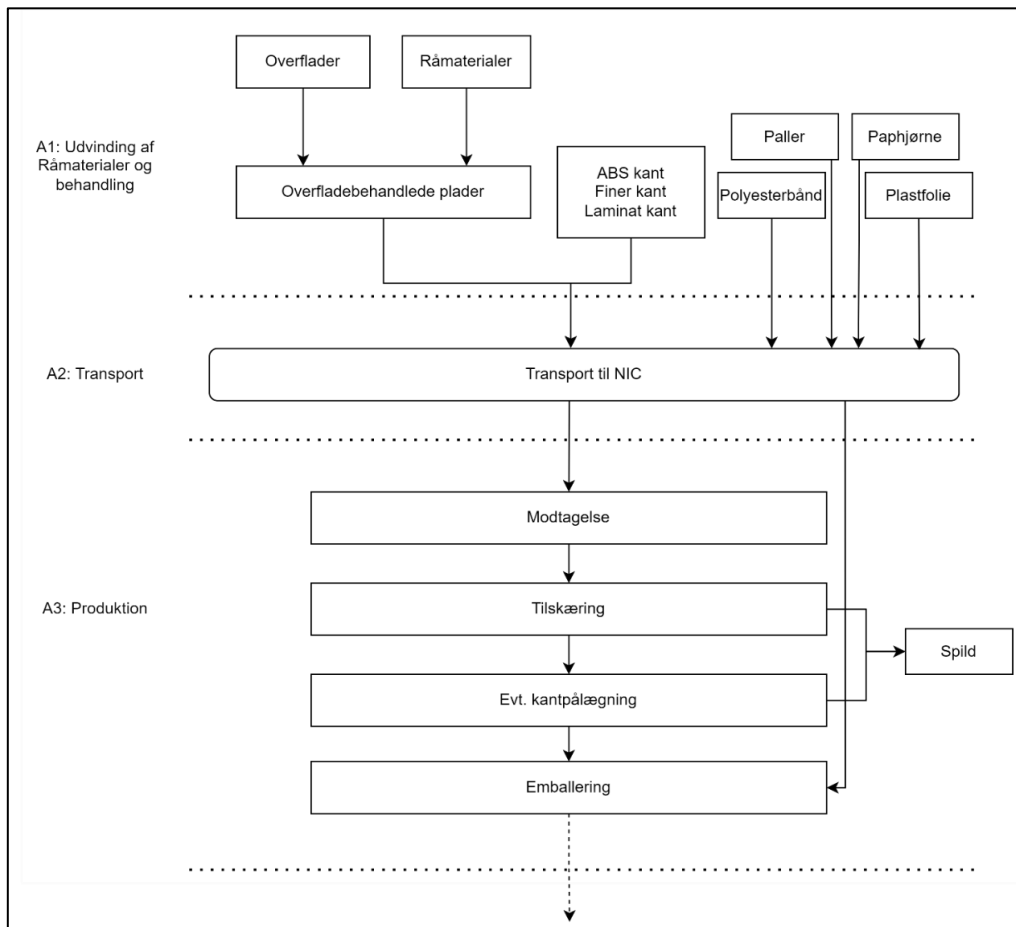 Overflader
Råmaterialer
A1: Udvinding af
Råmaterialer og
behandling
Overfladebehandlede plader
ABS kant
Finer kant
Laminat kant
Paller
Paphjørne
Polyesterbånd
Plastfolie
A2: Transport
Transport til NIC
Modtagelse
A3: Produktion
Tilskæring
Spild
Evt. kantpålægning
Emballering